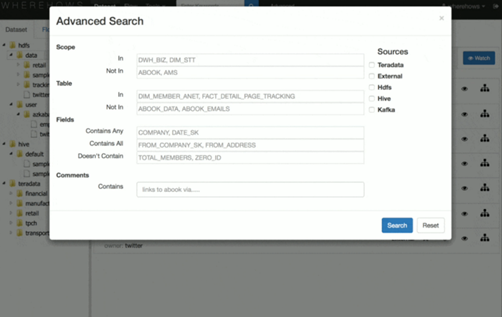 WHEREHOWS
Dataset
hdfs
data
retail
user
hive
default
teradata
financial
retail
tpch
Advanced Search
×
Scope
In
DWH_BIZ, DIM_STT
Not In
ABOOK, AMS
Table
In
DIM_MEMBER_ANET, FACT_DETAIL_PAGE_TRACKING
Not In
ABOOK_DATA, ABOOK_EMAILS
Fields
Contains Any
COMPANY, DATE_SK
Contains All
FROM_COMPANY_SK, FROM_ADDRESS
Doesn't Contain
TOTAL_MEMBERS, ZERO_ID
Comments
Contains
links to abook via.....
Sources
Teradata
External
Hdfs
Hive
Kafka
Search
Reset
Watch
owner: twitter